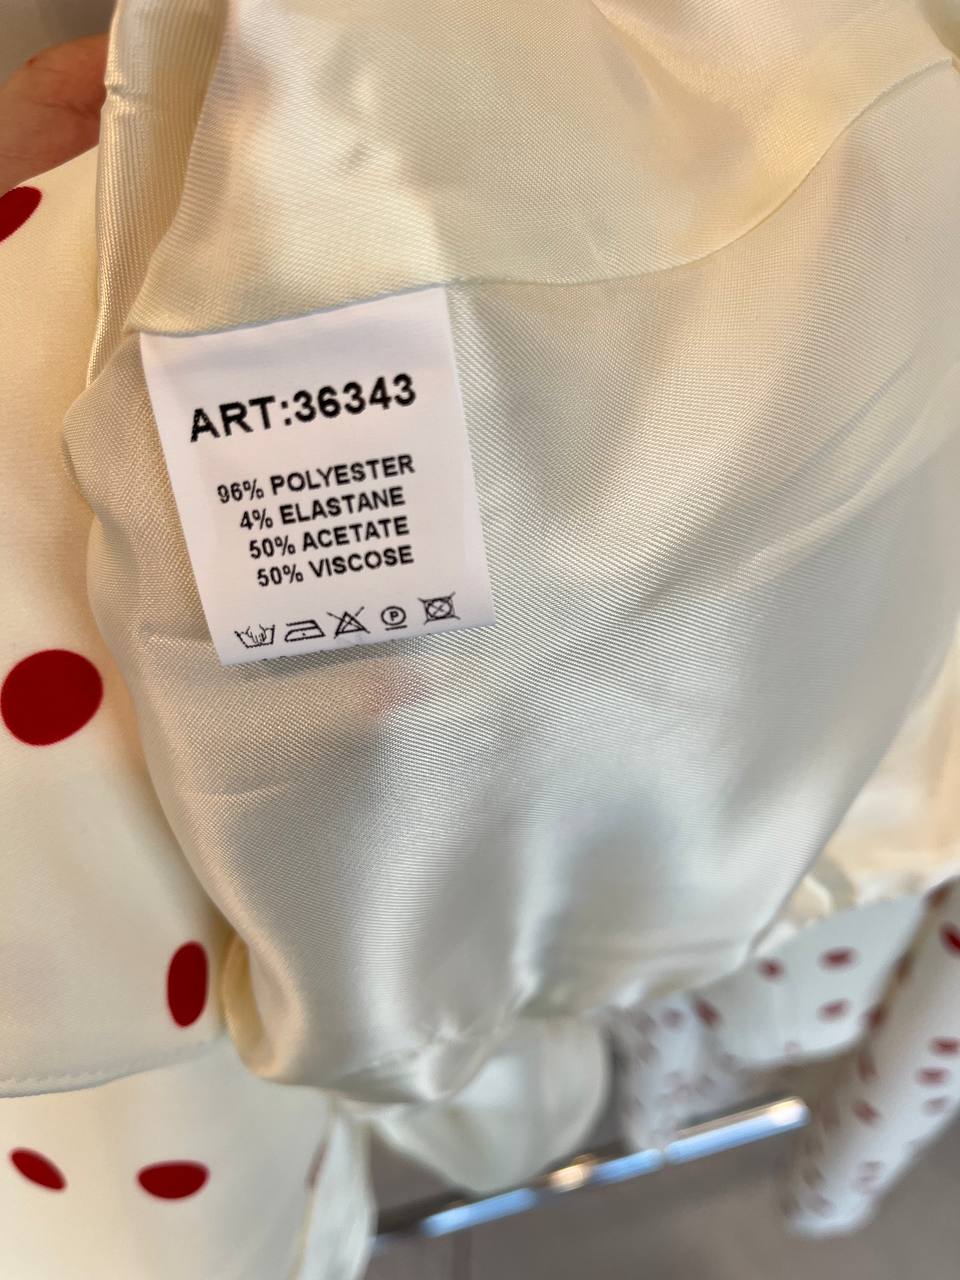 ART:36343
96% POLYESTER
4% ELASTANE
50% ACETATE
50% VISCOSE
P